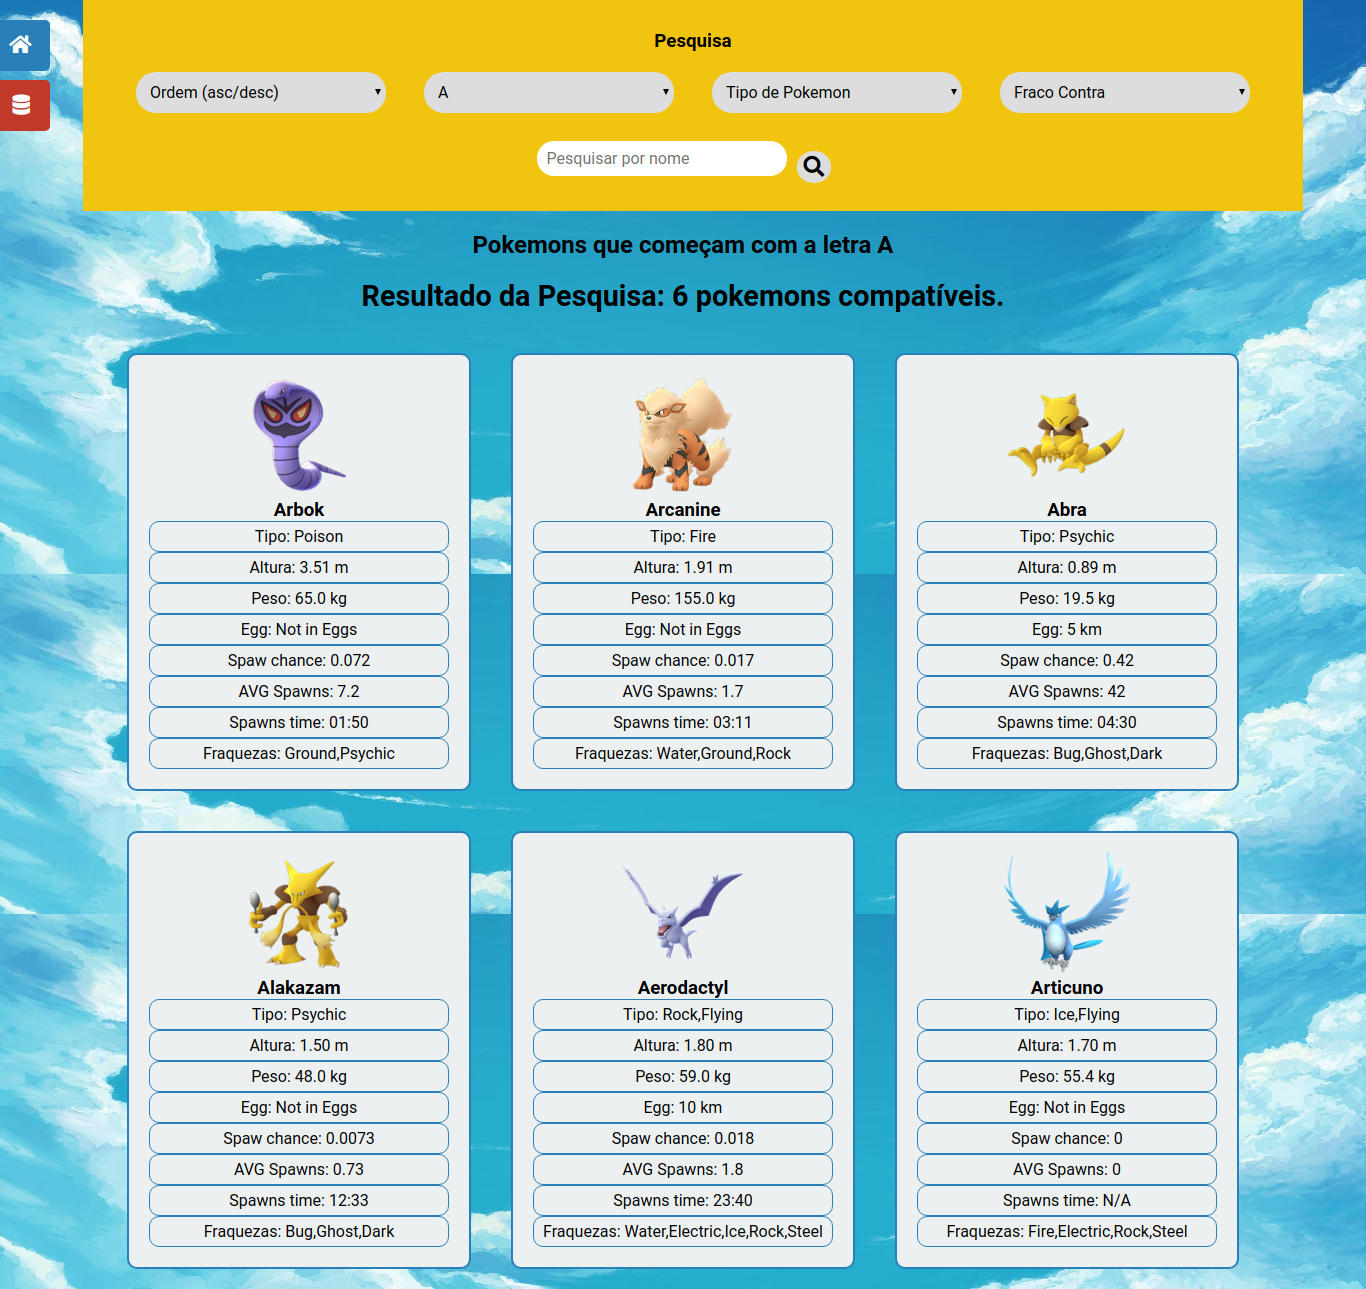 Pesquisa
Ordem (asc/desc)
A
Tipo de Pokemon
Fraco Contra
Pesquisar por nome
Pokemons que começam com a letra A
Resultado da Pesquisa: 6 pokemons compatíveis.
Arbok
Tipo: Poison
Altura: 3.51 m
Peso: 65.0 kg
Egg: Not in Eggs
Spaw chance: 0.072
AVG Spawns: 7.2
Spawns time: 01:50
Fraquezas: Ground,Psychic
Arcanine
Tipo: Fire
Altura: 1.91 m
Peso: 155.0 kg
Egg: Not in Eggs
Spaw chance: 0.017
AVG Spawns: 1.7
Spawns time: 03:11
Fraquezas: Water,Ground,Rock
Abra
Tipo: Psychic
Altura: 0.89 m
Peso: 19.5 kg
Egg: 5 km
Spaw chance: 0.42
AVG Spawns: 42
Spawns time: 04:30
Fraquezas: Bug,Ghost,Dark
Alakazam
Tipo: Psychic
Altura: 1.50 m
Peso: 48.0 kg
Egg: Not in Eggs
Spaw chance: 0.0073
AVG Spawns: 0.73
Spawns time: 12:33
Fraquezas: Bug,Ghost,Dark
Aerodactyl
Tipo: Rock,Flying
Altura: 1.80 m
Peso: 59.0 kg
Egg: 10 km
Spaw chance: 0.018
AVG Spawns: 1.8
Spawns time: 23:40
Fraquezas: Water,Electric,Ice,Rock,Steel
Articuno
Tipo: Ice,Flying
Altura: 1.70 m
Peso: 55.4 kg
Egg: Not in Eggs
Spaw chance: 0
AVG Spawns: 0
Spawns time: N/A
Fraquezas: Fire,Electric,Rock,Steel